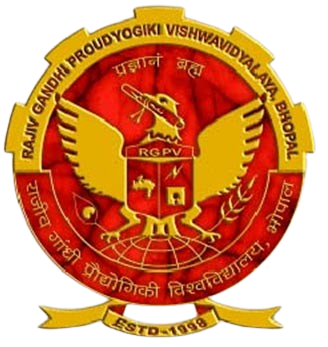 RAJIV GANDHI PROUDYOGIKI VISHWAVIDYALAYA, BHOPAL
प्रज्ञानं ब्रह्म
RGPV
राजीव गांधी प्रौद्योगिकी विश्वविद्यालय, भोपाल
ESTD-1998